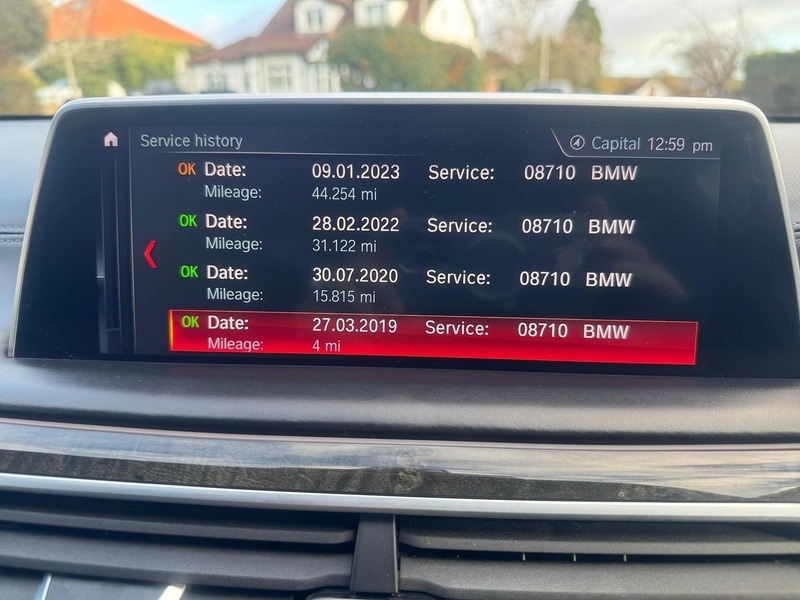 Service history Capital 12:59 pm
OK Date: 09.01.2023 Service: 08710 BMW
Mileage: 44.254 mi
OK Date: 28.02.2022 Service: 08710 BMW
Mileage: 31.122 mi
OK Date: 30.07.2020 Service: 08710 BMW
Mileage: 15.815 mi
OK Date: 27.03.2019 Service: 08710 BMW
Mileage: 4 mi